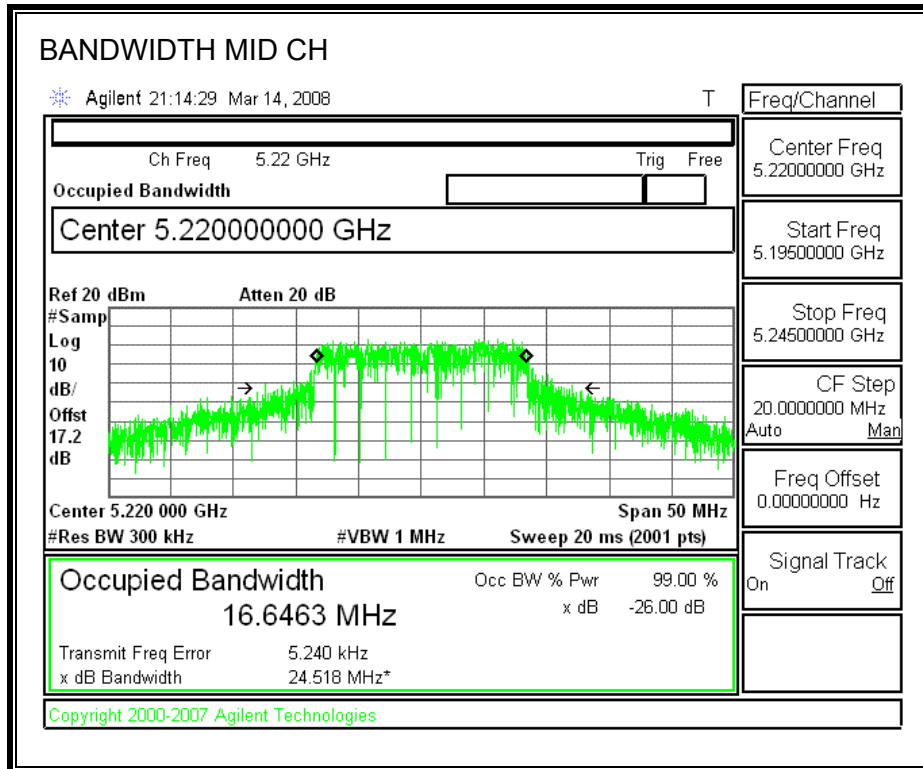 BANDWIDTH MID CH
Agilent 21:14:29 Mar 14, 2008 T
Freq/Channel
Ch Freq 5.22 GHz Trig Free
Occupied Bandwidth
Center 5.220000000 GHz
Center Freq
5.22000000 GHz
Start Freq
5.19500000 GHz
Stop Freq
5.24500000 GHz
CF Step
20.0000000 MHz
Auto Man
Freq Offset
0.00000000 Hz
Signal Track
On Off
Ref 20 dBm Atten 20 dB
#Samp
Log
10
dB/
Offst
17.2
dB
Center 5.220 000 GHz Span 50 MHz
#Res BW 300 kHz #VBW 1 MHz Sweep 20 ms (2001 pts)
Occupied Bandwidth Occ BW % Pwr 99.00 %
16.6463 MHz x dB -26.00 dB
Transmit Freq Error 5.240 kHz
x dB Bandwidth 24.518 MHz*
Copyright 2000-2007 Agilent Technologies